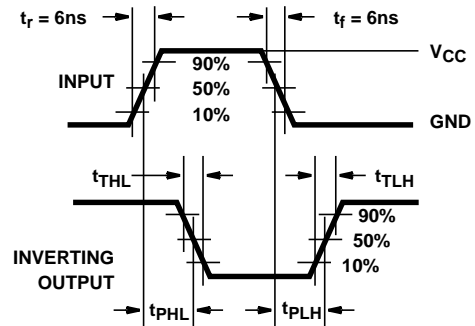 tr = 6ns
tf = 6ns
VCC
90%
INPUT
50%
10%
GND
tTHL
tTLH
90%
50%
INVERTING
OUTPUT
10%
tPHL
tPLH